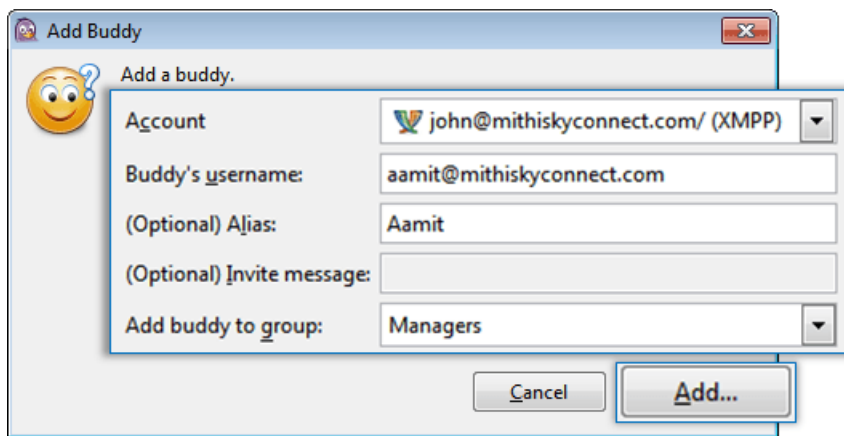 Add Buddy
Add a buddy.
Account john@mithiskyconnect.com/ (XMPP)
Buddy's username: aamit@mithiskyconnect.com
(Optional) Alias: Aamit
(Optional) Invite message:
Add buddy to group: Managers
Cancel Add...